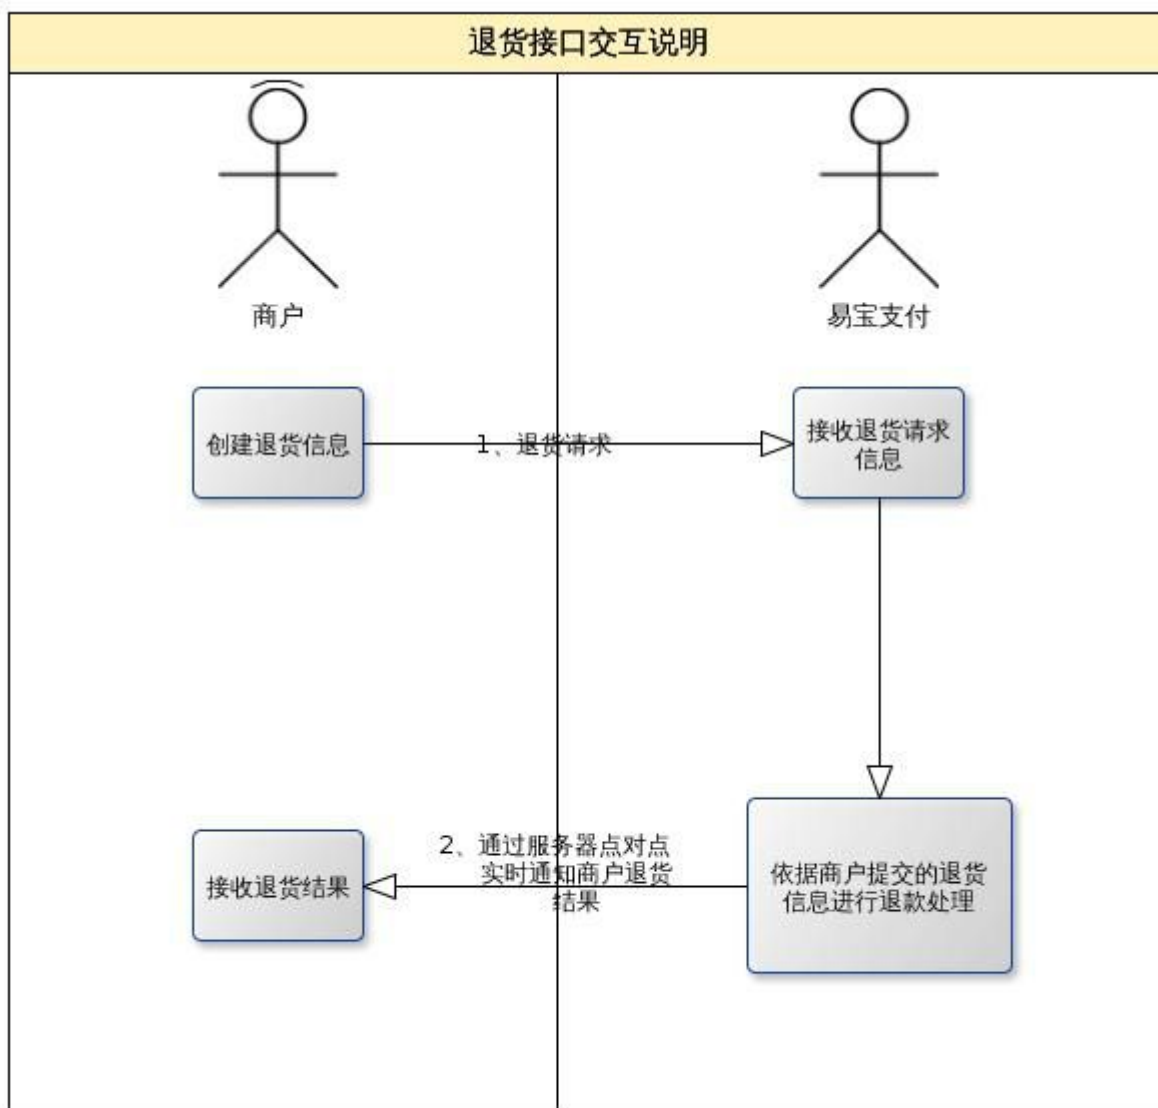 退货接口交互说明
商户
易宝支付
创建退货信息
1、退货请求
接收退货请求
信息
2、通过服务器点对点
实时通知商户退货
结果
接收退货结果
依据商户提交的退货
信息进行退款处理